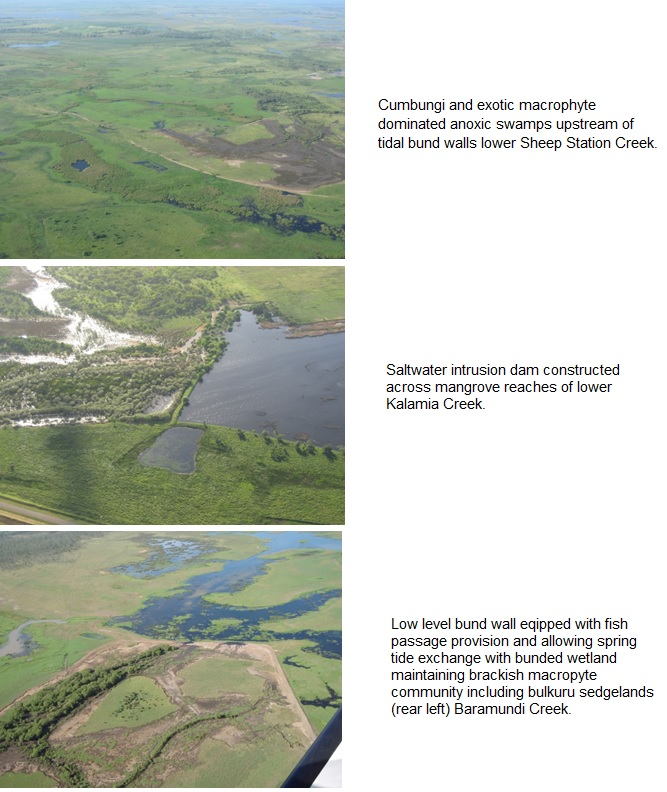 Cumbungi and exotic macrophyte
dominated anoxic swamps upstream of
tidal bund walls lower Sheep Station Creek.
Saltwater intrusion dam constructed
across mangrove reaches of lower
Kalamia Creek.
Low level bund wall eqipped with fish
passage provision and allowing spring
tide exchange with bunded wetland
maintaining brackish macropyte
community including bulkuru sedgelands
(rear left) Baramundi Creek.